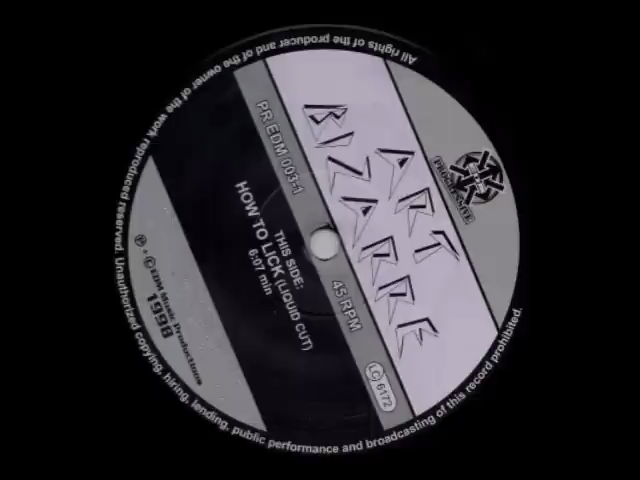 All rights of the producer and of the owner of the work reproduced reserved. Unauthorized copying, hiring, lending, public performance and broadcasting of this record prohibited.
PROGRESSIVE
ART
BIZARRE
PR EDM 003-1
45 RPM
LC 6172
THIS SIDE:
HOW TO LICK (LIQUID CUT)
6:07 min
℗ + © EDM Music Productions
1998